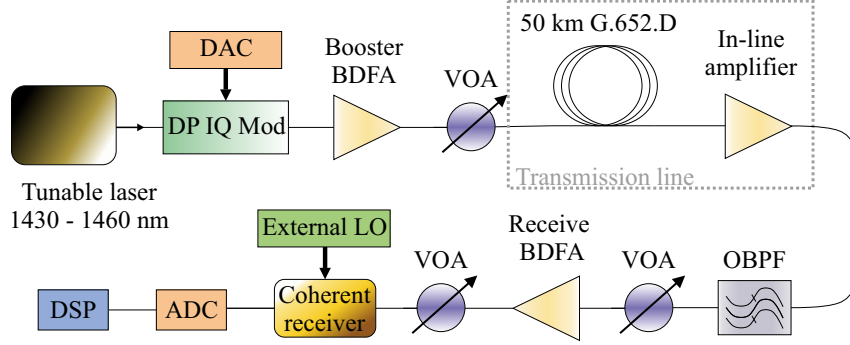 DAC
Booster
BDFA
VOA
50 km G.652.D
In-line
amplifier
DP IQ Mod
Transmission line
Tunable laser
1430 - 1460 nm
External LO
VOA
Receive
BDFA
VOA
OBPF
DSP
ADC
Coherent
receiver